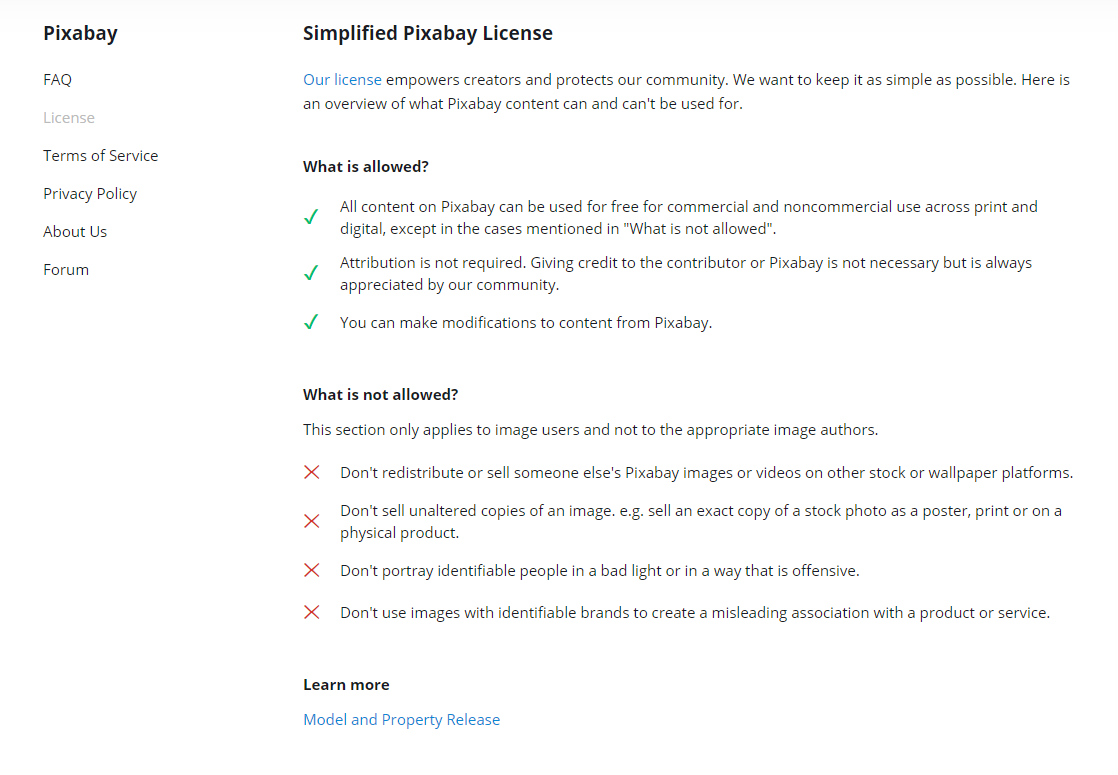 Pixabay
FAQ
License
Terms of Service
Privacy Policy
About Us
Forum
Simplified Pixabay License
Our license empowers creators and protects our community. We want to keep it as simple as possible. Here is
an overview of what Pixabay content can and can't be used for.
What is allowed?
All content on Pixabay can be used for free for commercial and noncommercial use across print and
digital, except in the cases mentioned in "What is not allowed".
Attribution is not required. Giving credit to the contributor or Pixabay is not necessary but is always
appreciated by our community.
You can make modifications to content from Pixabay.
What is not allowed?
This section only applies to image users and not to the appropriate image authors.
Don't redistribute or sell someone else's Pixabay images or videos on other stock or wallpaper platforms.
Don't sell unaltered copies of an image. e.g. sell an exact copy of a stock photo as a poster, print or on a
physical product.
Don't portray identifiable people in a bad light or in a way that is offensive.
Don't use images with identifiable brands to create a misleading association with a product or service.
Learn more
Model and Property Release